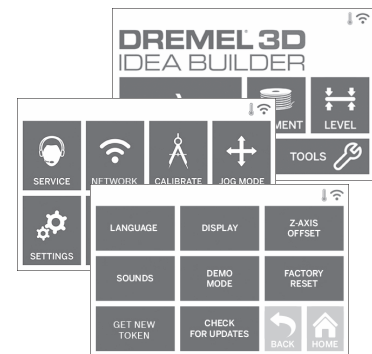 DREMEL 3D
IDEA BUILDER
MENT
LEVEL
TOOLS
SERVICE
NETWORK
CALIBRATE
JOG MODE
SETTINGS
LANGUAGE
DISPLAY
Z-AXIS
OFFSET
SOUNDS
DEMO
MODE
FACTORY
RESET
GET NEW
TOKEN
CHECK
FOR UPDATES
BACK
HOME